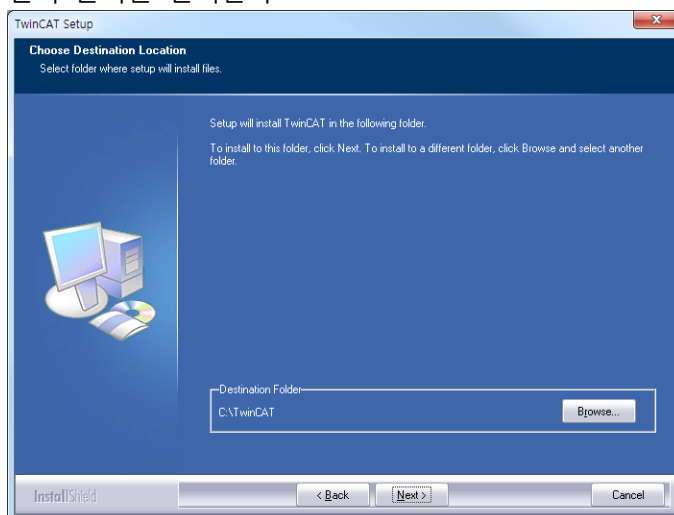 TwinCAT Setup
Choose Destination Location
Select folder where setup will install files.
Setup will install TwinCAT in the following folder.
To install to this folder, click Next. To install to a different folder, click Browse and select another
folder.
Destination Folder
C:\TwinCAT
Browse...
InstallShield
< Back
Next >
Cancel